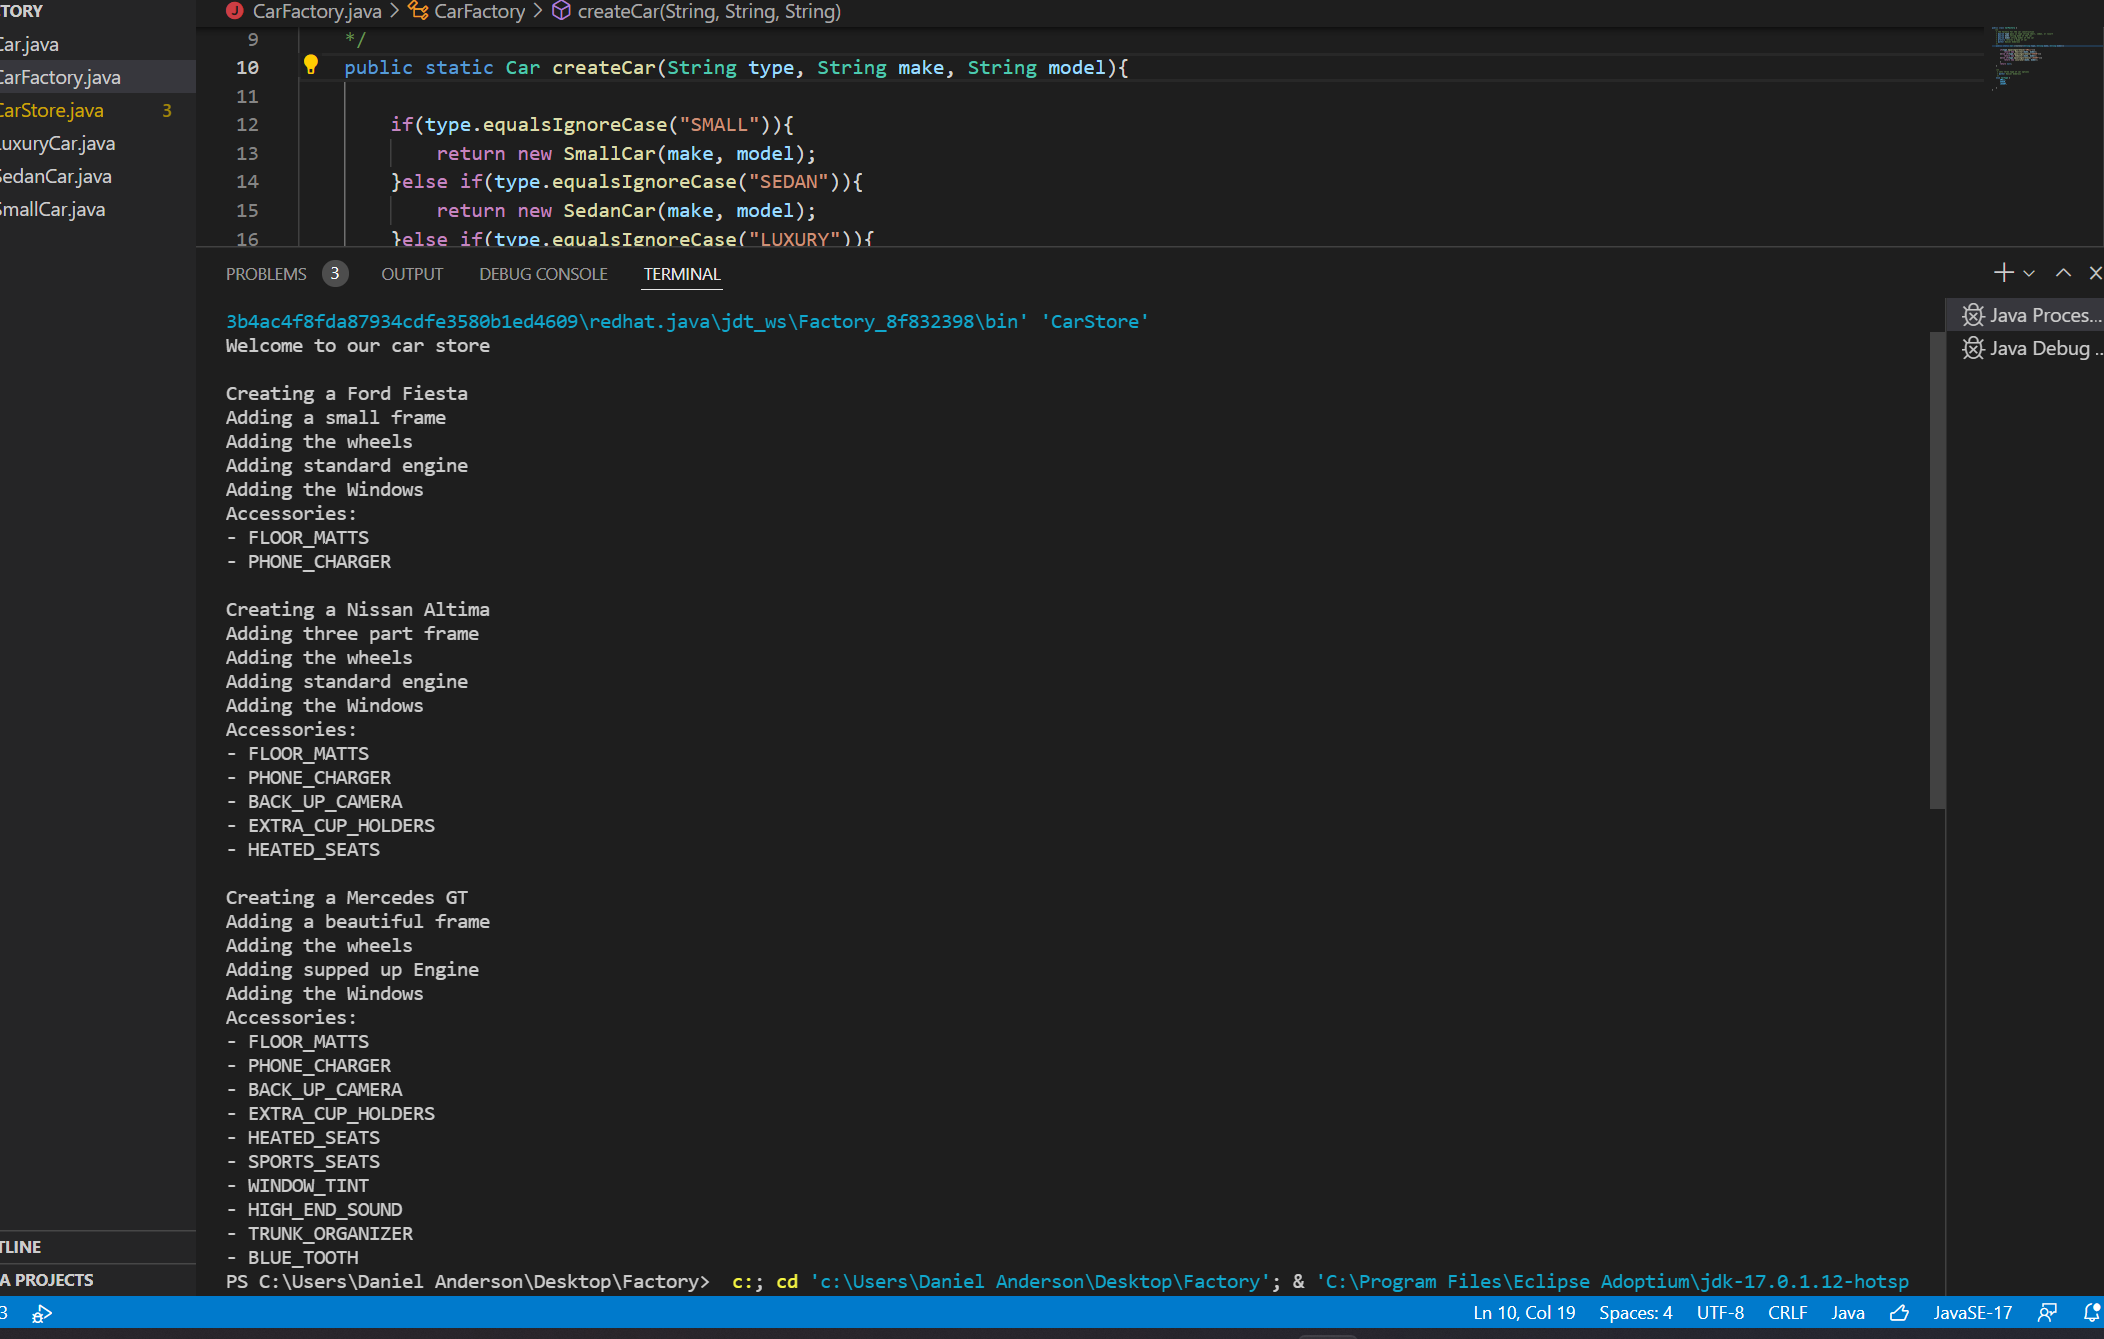 TORY
Car.java
CarFactory.java
CarStore.java 3
LuxuryCar.java
SedanCar.java
SmallCar.java
TLINE
A PROJECTS
J CarFactory.java > CarFactory > createCar(String, String, String)
9 */
10 public static Car createCar(String type, String make, String model){
11
12 if(type.equalsIgnoreCase("SMALL")){
13 return new SmallCar(make, model);
14 }else if(type.equalsIgnoreCase("SEDAN")){
15 return new SedanCar(make, model);
16 }else if(type.equalsIgnoreCase("LUXURY")){
PROBLEMS 3 OUTPUT DEBUG CONSOLE TERMINAL
3b4ac4f8fda87934cdfe3580b1ed4609\redhat.java\jdt_ws\Factory_8f832398\bin' 'CarStore'
Welcome to our car store
Creating a Ford Fiesta
Adding a small frame
Adding the wheels
Adding standard engine
Adding the Windows
Accessories:
- FLOOR_MATTS
- PHONE_CHARGER
Creating a Nissan Altima
Adding three part frame
Adding the wheels
Adding standard engine
Adding the Windows
Accessories:
- FLOOR_MATTS
- PHONE_CHARGER
- BACK_UP_CAMERA
- EXTRA_CUP_HOLDERS
- HEATED_SEATS
Creating a Mercedes GT
Adding a beautiful frame
Adding the wheels
Adding supped up Engine
Adding the Windows
Accessories:
- FLOOR_MATTS
- PHONE_CHARGER
- BACK_UP_CAMERA
- EXTRA_CUP_HOLDERS
- HEATED_SEATS
- SPORTS_SEATS
- WINDOW_TINT
- HIGH_END_SOUND
- TRUNK_ORGANIZER
- BLUE_TOOTH
PS C:\Users\Daniel Anderson\Desktop\Factory>  c:; cd 'c:\Users\Daniel Anderson\Desktop\Factory'; & 'C:\Program Files\Eclipse Adoptium\jdk-17.0.1.12-hotsp
Java Proces...
Java Debug ..
3 Ln 10, Col 19 Spaces: 4 UTF-8 CRLF Java JavaSE-17